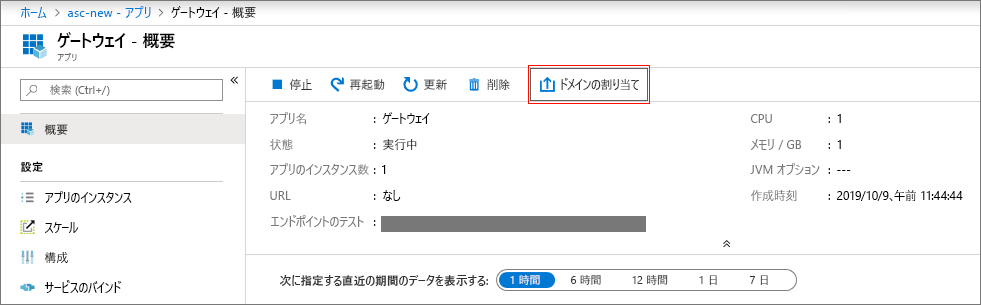 ホーム > asc-new - アプリ > ゲートウェイ - 概要
ゲートウェイ - 概要
アプリ
検索 (Ctrl+/)
概要
設定
アプリのインスタンス
スケール
構成
サービスのバインド
停止 再起動 更新 削除 ドメインの割り当て
アプリ名 : ゲートウェイ
状態 : 実行中
アプリのインスタンス数 : 1
URL : なし
エンドポイントのテスト :
CPU : 1
メモリ / GB : 1
JVM オプション : ---
作成時刻 : 2019/10/9、午前 11:44:44
次に指定する直近の期間のデータを表示する: 1 時間 6 時間 12 時間 1 日 7 日